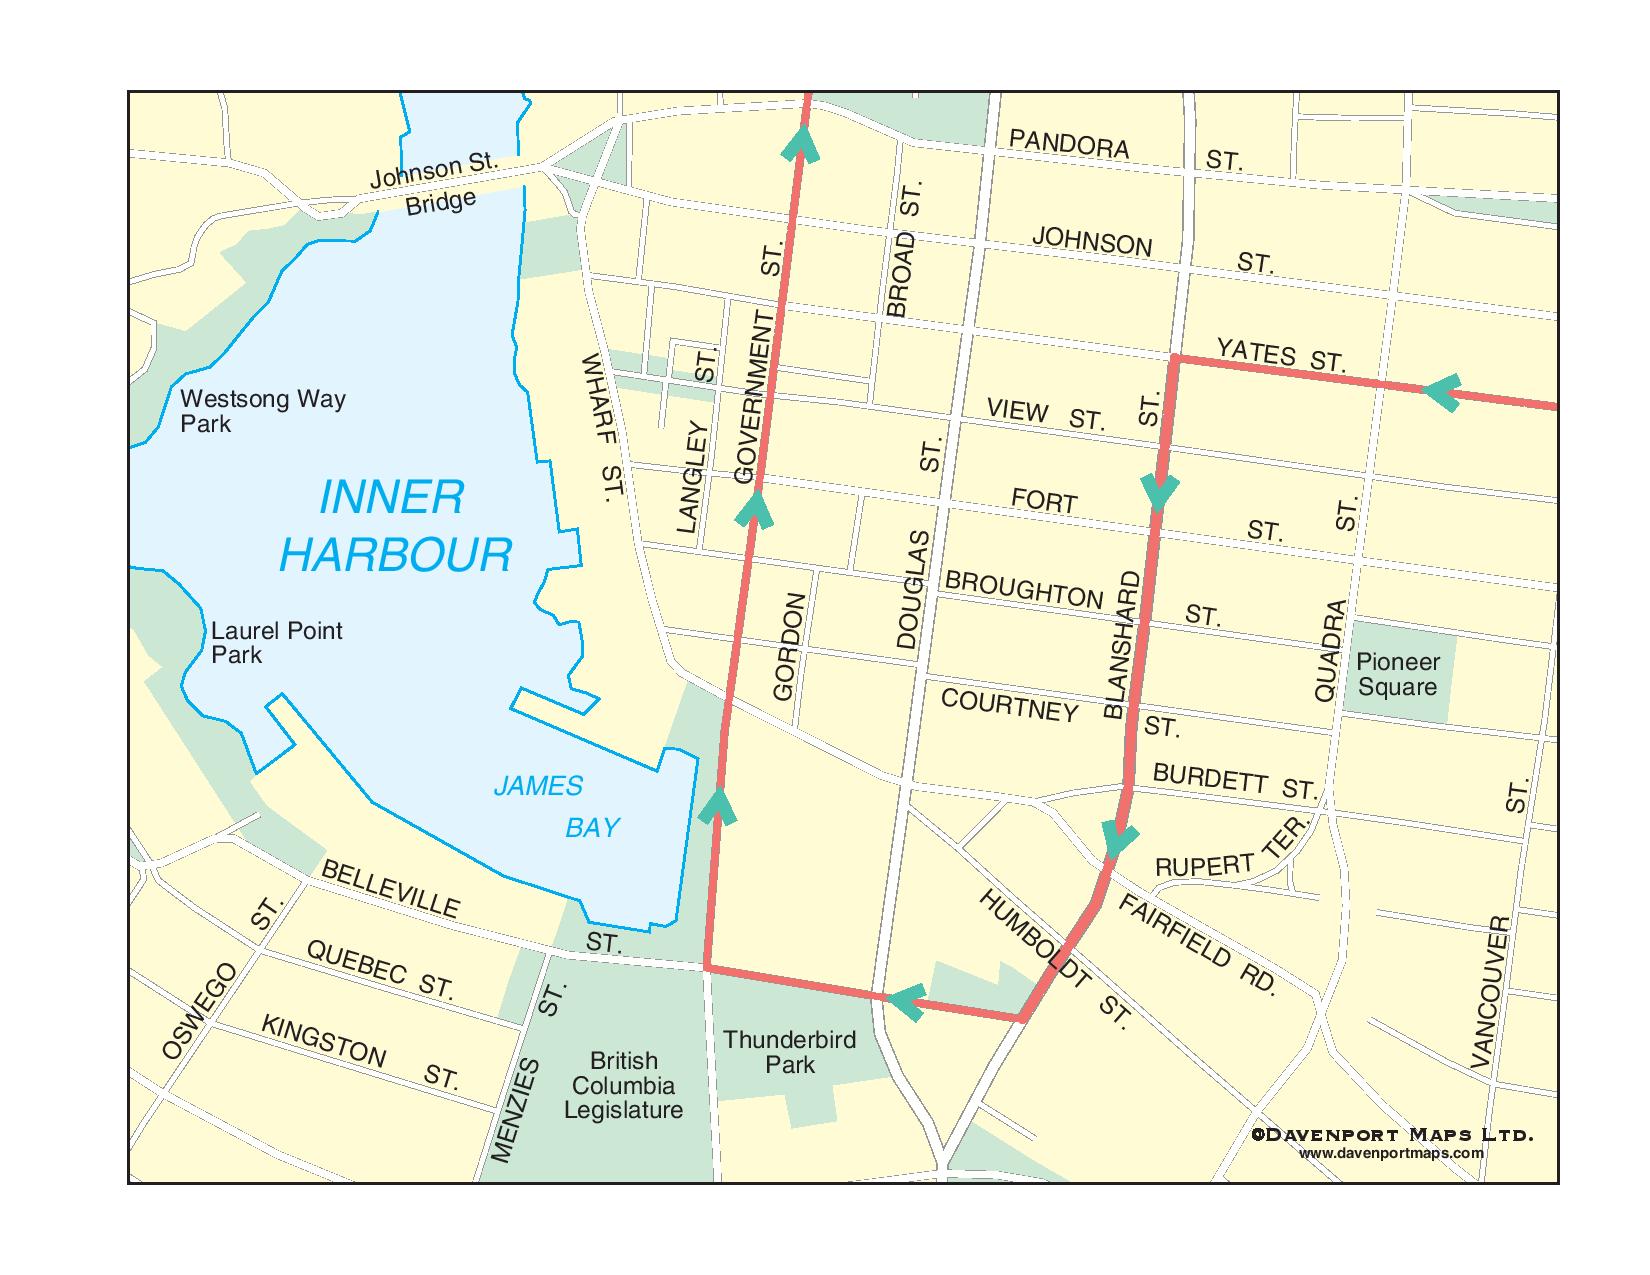 PANDORA ST.
Johnson St.
Bridge
BROAD ST.
JOHNSON ST.
GOVERNMENT ST.
YATES ST.
WHARF ST.
LANGLEY ST.
Westsong Way
Park
VIEW ST.
INNER
HARBOUR
FORT ST.
DOUGLAS ST.
BLANSHARD ST.
QUADRA ST.
BROUGHTON ST.
GORDON
Laurel Point
Park
Pioneer
Square
COURTNEY ST.
JAMES
BAY
BURDETT ST.
RUPERT TER.
BELLEVILLE ST.
HUMBOLDT ST.
FAIRFIELD RD.
VANCOUVER ST.
OSWEGO ST.
QUEBEC ST.
KINGSTON ST.
MENZIES ST.
British
Columbia
Legislature
Thunderbird
Park
©DAVENPORT MAPS LTD.
www.davenportmaps.com